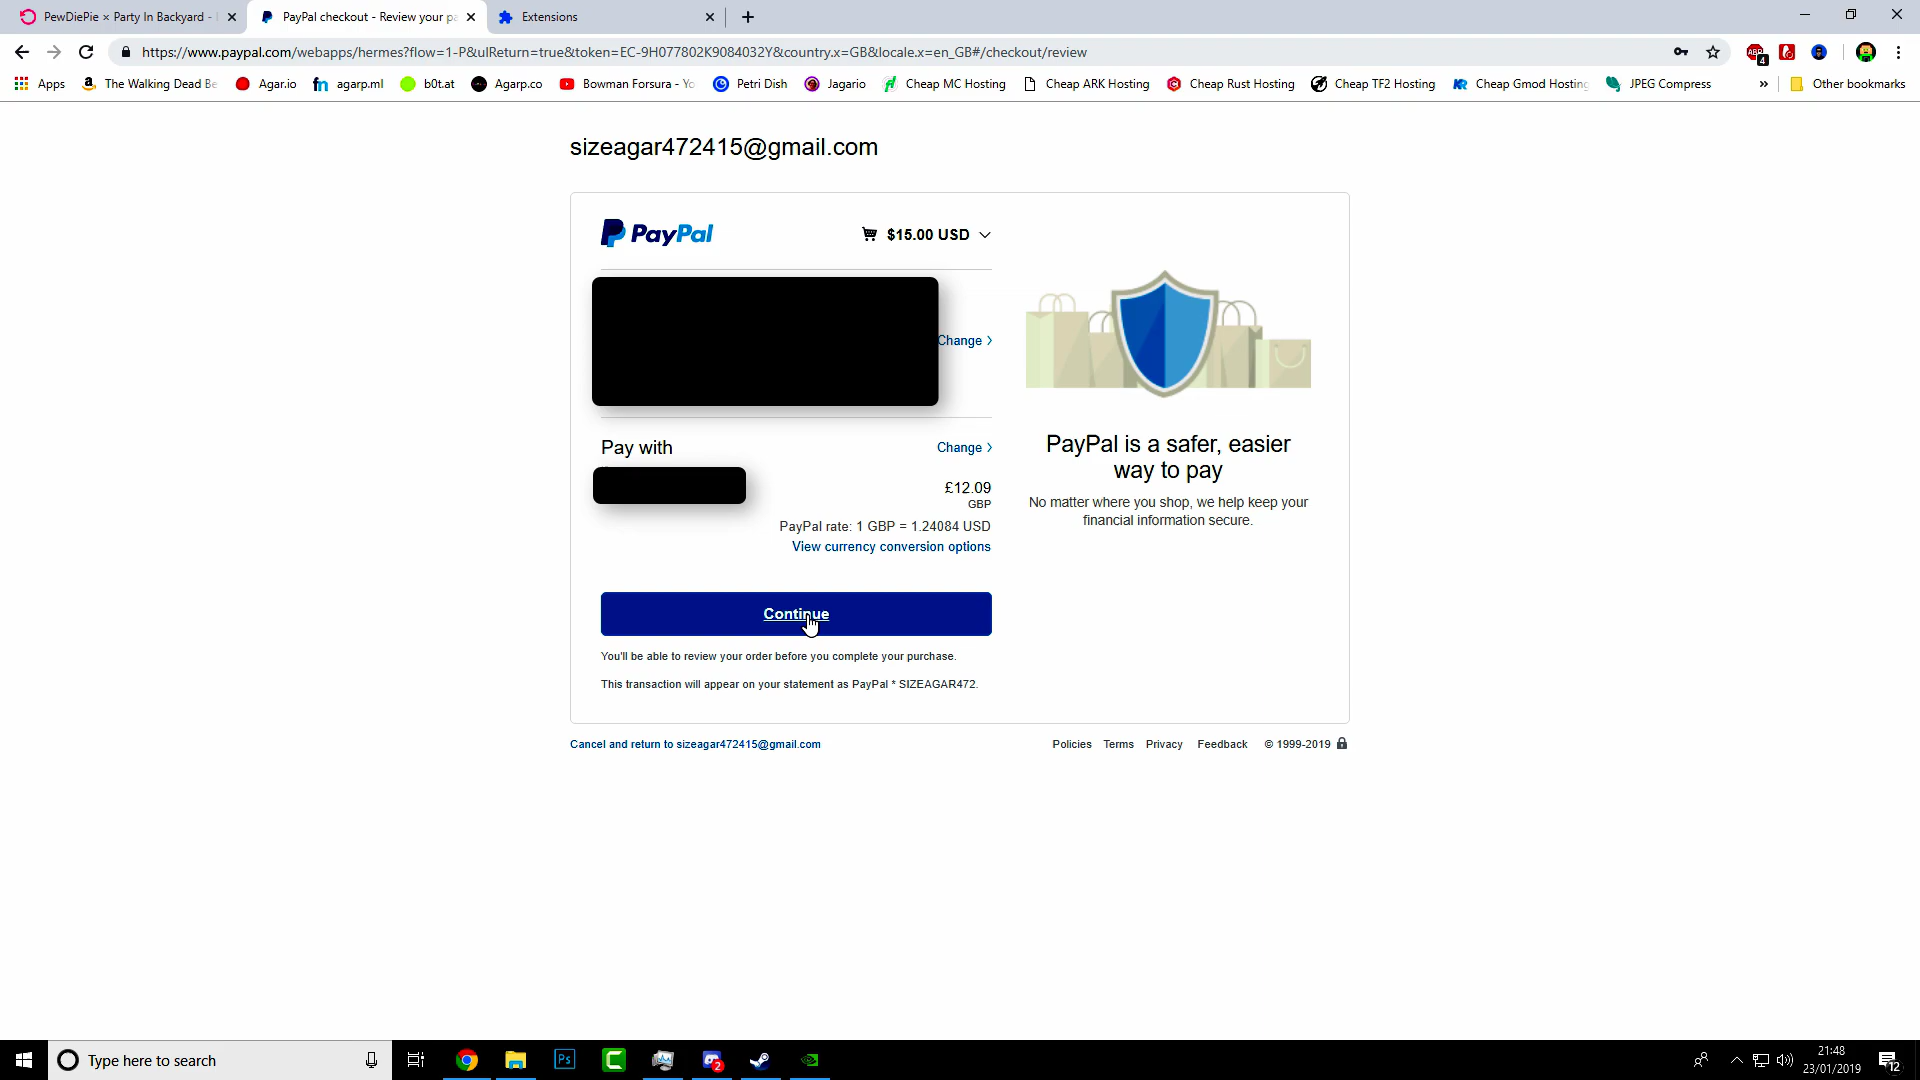 PewDiePie × Party In Backyard -
PayPal checkout - Review your pa
Extensions
https://www.paypal.com/webapps/hermes?flow=1-P&ulReturn=true&token=EC-9H077802K9084032Y&country.x=GB&locale.x=en_GB#/checkout/review
ABP
4
Apps
The Walking Dead Be
Agar.io
agarp.ml
b0t.at
Agarp.co
Bowman Forsura - Yo
Petri Dish
Jagario
Cheap MC Hosting
Cheap ARK Hosting
Cheap Rust Hosting
Cheap TF2 Hosting
Cheap Gmod Hosting
JPEG Compress
»
Other bookmarks
sizeagar472415@gmail.com
PayPal
$15.00 USD
Change
Pay with
Change
£12.09
GBP
PayPal rate: 1 GBP = 1.24084 USD
View currency conversion options
Continue
You'll be able to review your order before you complete your purchase.
This transaction will appear on your statement as PayPal * SIZEAGAR472.
PayPal is a safer, easier
way to pay
No matter where you shop, we help keep your
financial information secure.
Cancel and return to sizeagar472415@gmail.com
Policies
Terms
Privacy
Feedback
© 1999-2019
Type here to search
Ps
2
21:48
23/01/2019
12